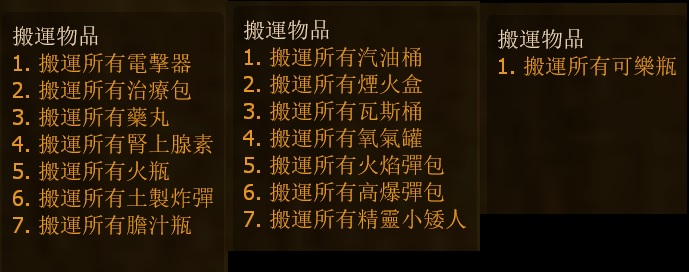 搬運物品
1. 搬運所有電擊器
2. 搬運所有治療包
3. 搬運所有藥丸
4. 搬運所有腎上腺素
5. 搬運所有火瓶
6. 搬運所有土製炸彈
7. 搬運所有膽汁瓶
搬運物品
1. 搬運所有汽油桶
2. 搬運所有煙火盒
3. 搬運所有瓦斯桶
4. 搬運所有氧氣罐
5. 搬運所有火焰彈包
6. 搬運所有高爆彈包
7. 搬運所有精靈小矮人
搬運物品
1. 搬運所有可樂瓶